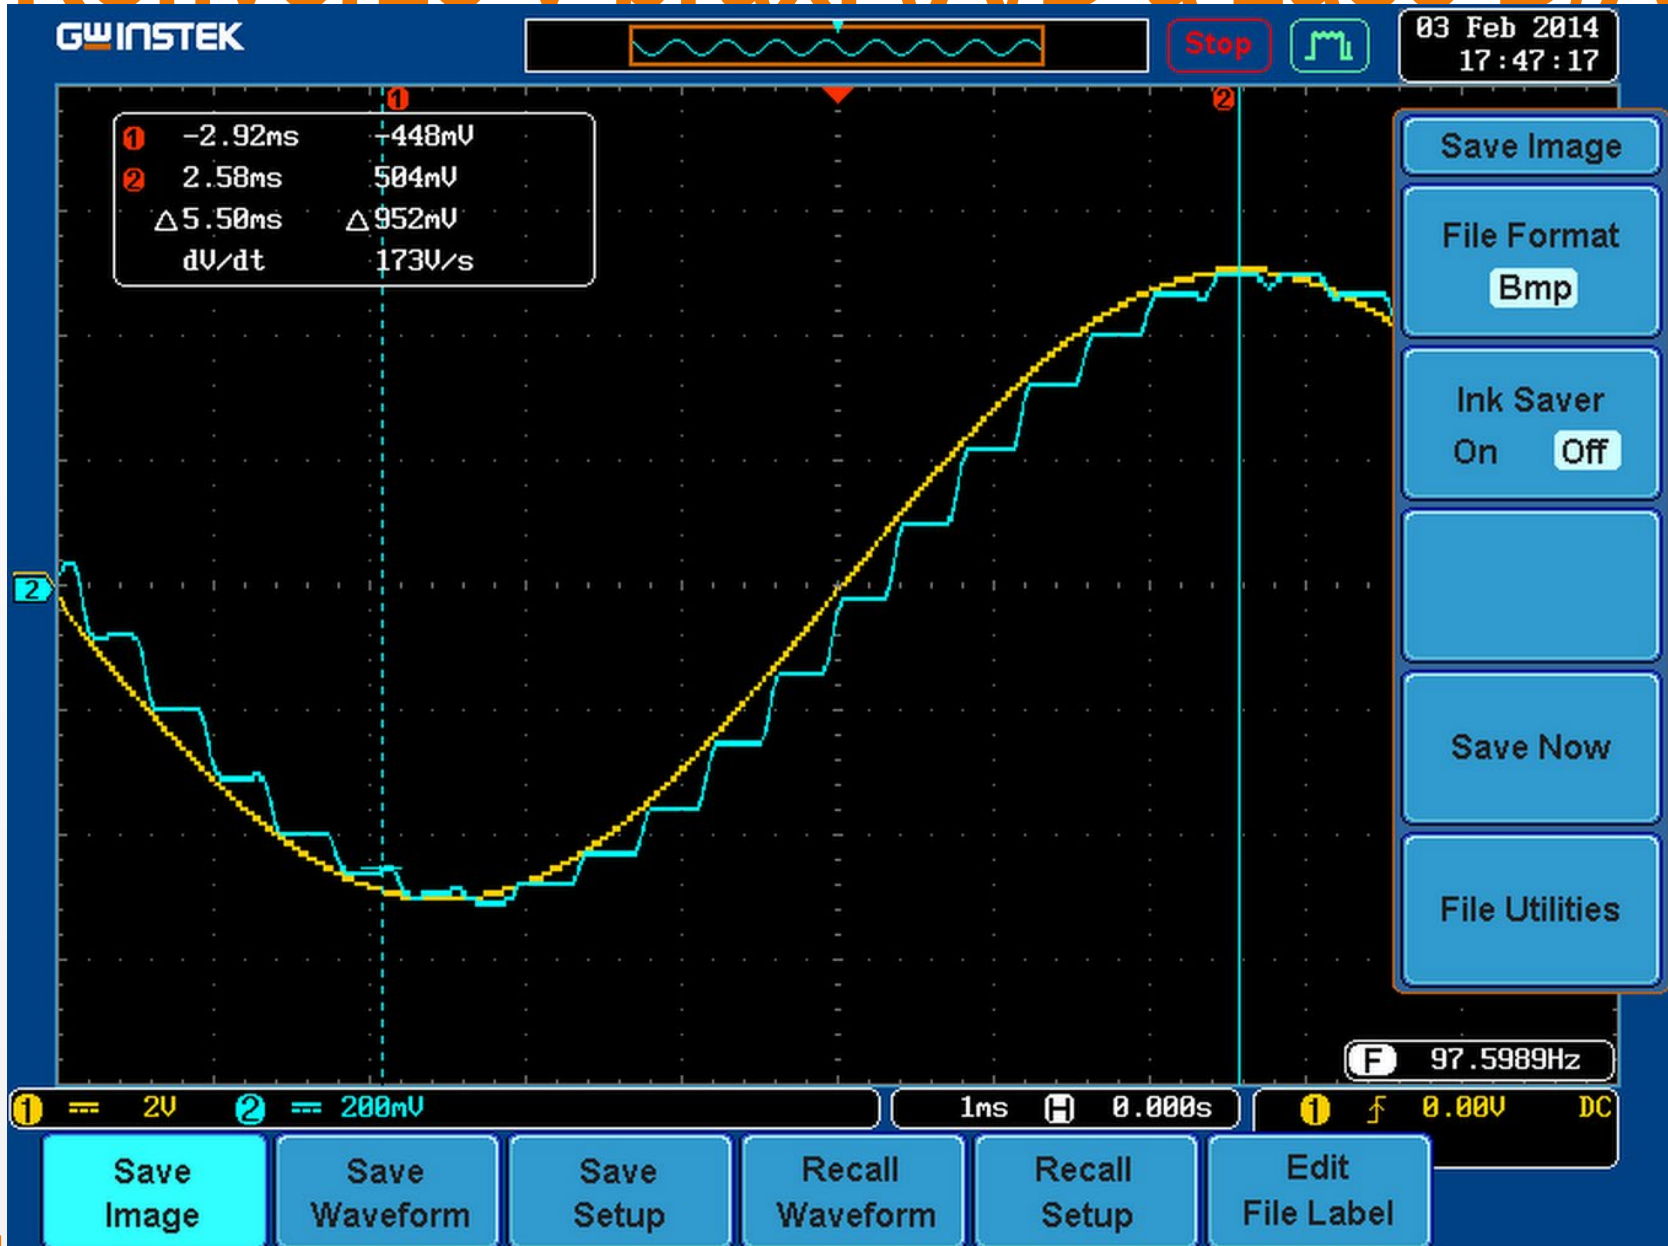 GWINSTEK
Stop
03 Feb 2014
17:47:17
1
2
1 -2.92ms -448mV
2 2.58ms 504mV
△5.50ms △952mV
dV/dt 173V/s
2
Save Image
File Format
Bmp
Ink Saver
On Off
Save Now
File Utilities
F 97.5989Hz
1 2V 2 200mV 1ms H 0.000s 1 0.00V DC
Save Image
Save Waveform
Save Setup
Recall Waveform
Recall Setup
Edit File Label